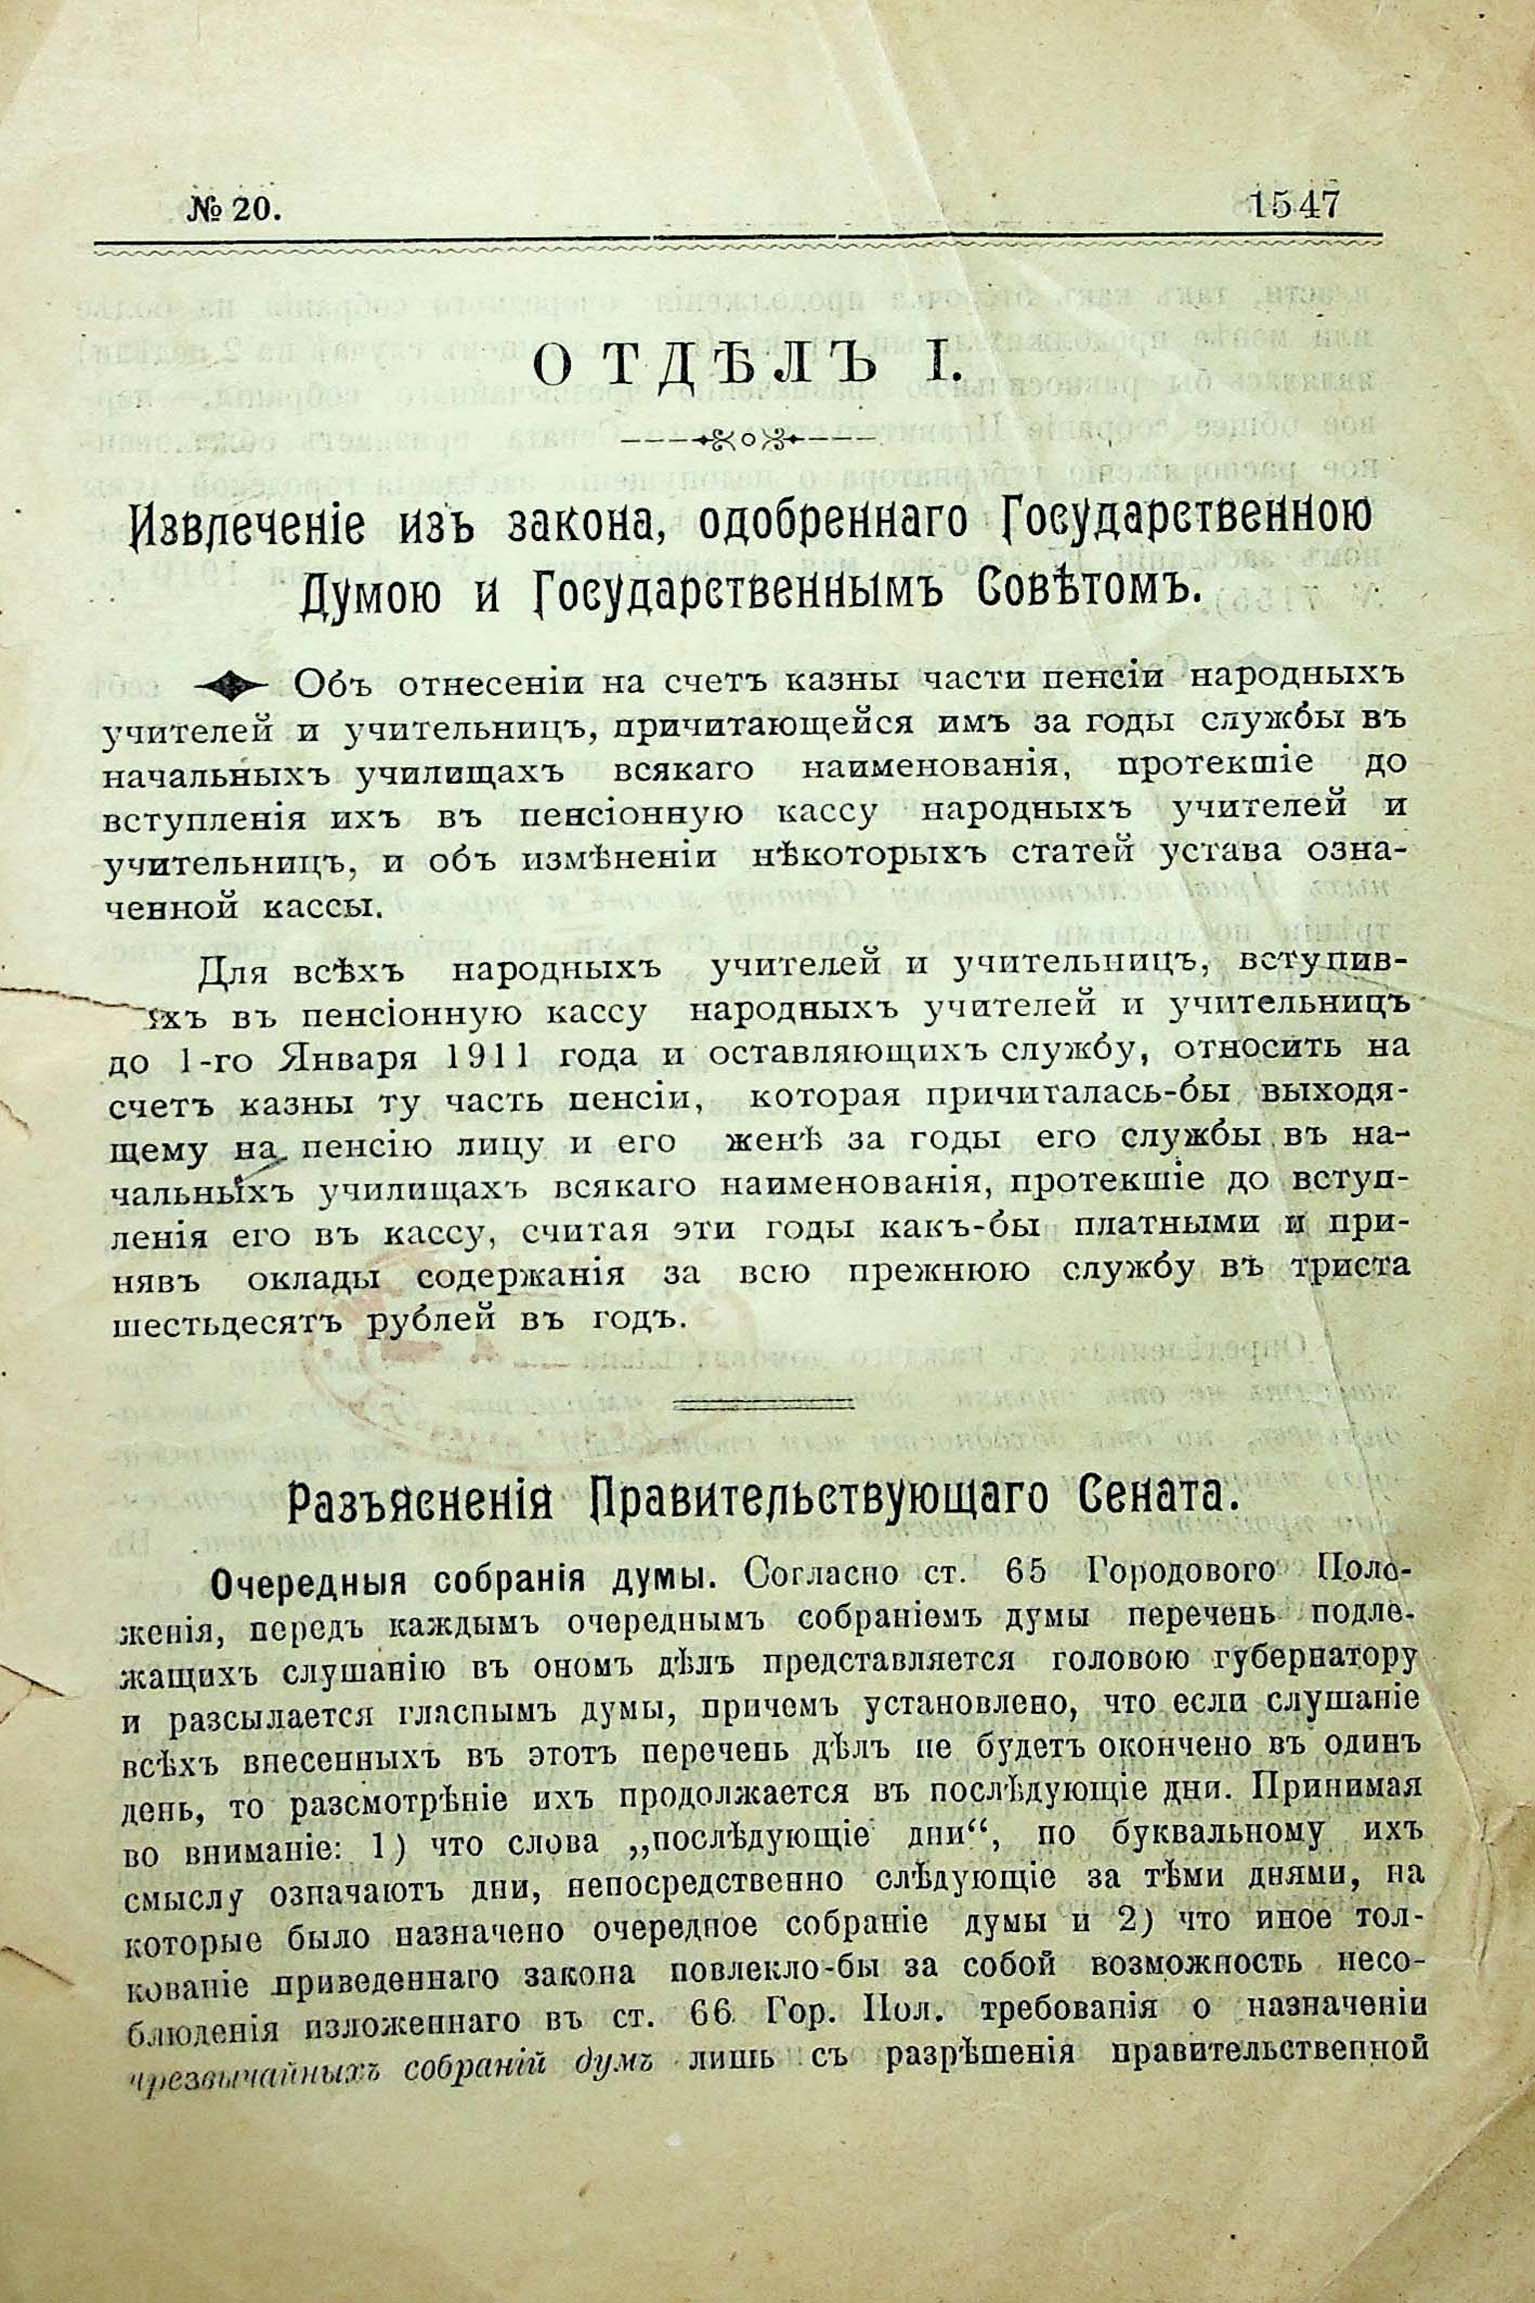 № 20.
1547
ОТДѢЛЪ I.
Извлеченіе изъ закона, одобреннаго Государственною
Думою и Государственнымъ Совѣтомъ.
Объ отнесеніи на счетъ казны части пенсіи народныхъ
учителей и учительницъ, причитающейся имъ за годы службы въ
начальныхъ училищахъ всякаго наименованія, протекшіе до
вступленія ихъ въ пенсіонную кассу народныхъ учителей и
учительницъ, и объ измѣненіи нѣкоторыхъ статей устава озна-
ченной кассы.
Для всѣхъ народныхъ учителей и учительницъ, вступив-
хъ въ пенсіонную кассу народныхъ учителей и учительницъ
до 1-го Января 1911 года и оставляющихъ службу, относить на
счетъ казны ту часть пенсіи, которая причиталась-бы выходя-
щему на пенсію лицу и его женѣ за годы его службы въ на-
чальныхъ училищахъ всякаго наименованія, протекшіе до вступ-
ленія его въ кассу, считая эти годы какъ-бы платными и при-
нявъ оклады содержанія за всю прежнюю службу въ триста
шестьдесятъ рублей въ годъ.
Разъясненія Правительствующаго Сената.
Очередныя собранія думы. Согласно ст. 65 Городового Поло-
женія, передъ каждымъ очереднымъ собраніемъ думы перечень подле-
жащихъ слушанію въ ономъ дѣлъ представляется головою губернатору
и разсылается гласнымъ думы, причемъ установлено, что если слушаніе
всѣхъ внесенныхъ въ этотъ перечень дѣлъ не будетъ окончено въ одинъ
день, то разсмотрѣніе ихъ продолжается въ послѣдующіе дни. Принимая
во вниманіе: 1) что слова „послѣдующіе дни“, по буквальному ихъ
смыслу означаютъ дни, непосредственно слѣдующіе за тѣми днями, на
которые было назначено очередное собраніе думы и 2) что иное тол-
кованіе приведеннаго закона повлекло-бы за собой возможность несо-
блюденія изложеннаго въ ст. 66 Гор. Пол. требованія о назначеніи
чрезвычайныхъ собраній думъ лишь съ разрѣшенія правительственной